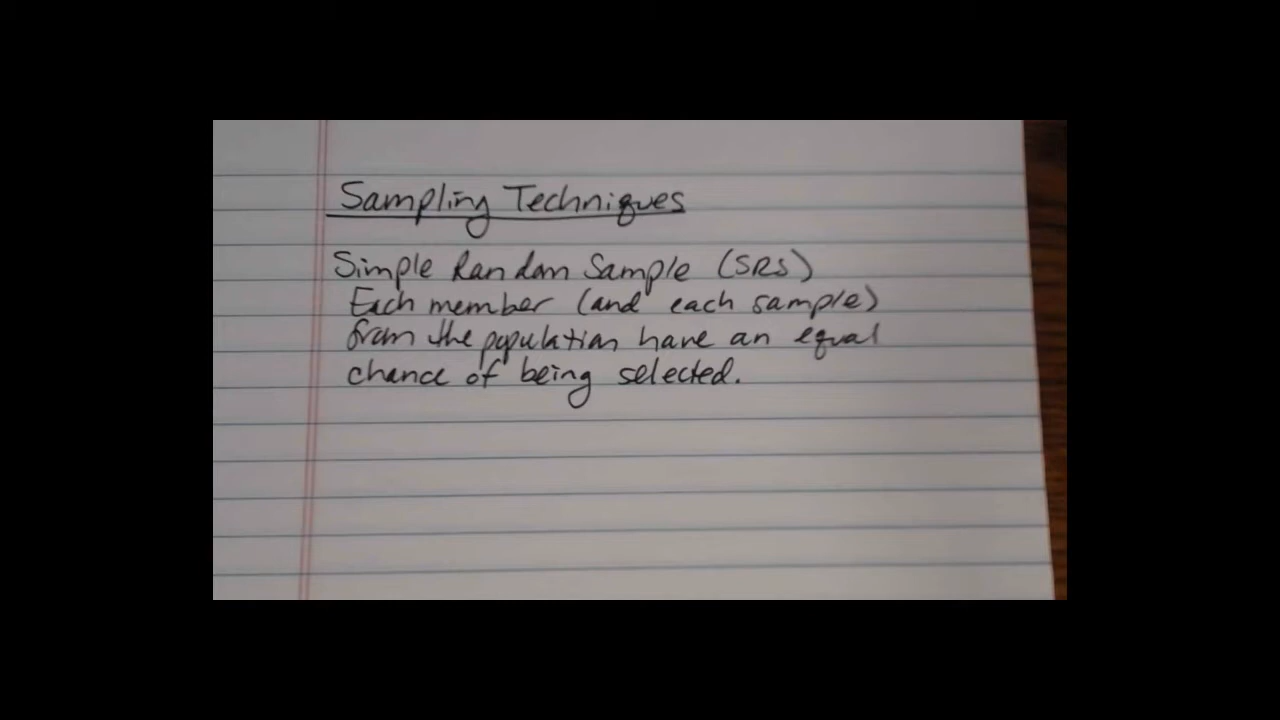 Sampling Techniques
Simple Random Sample (SRS)
Each member (and each sample)
from the population have an equal
chance of being selected.